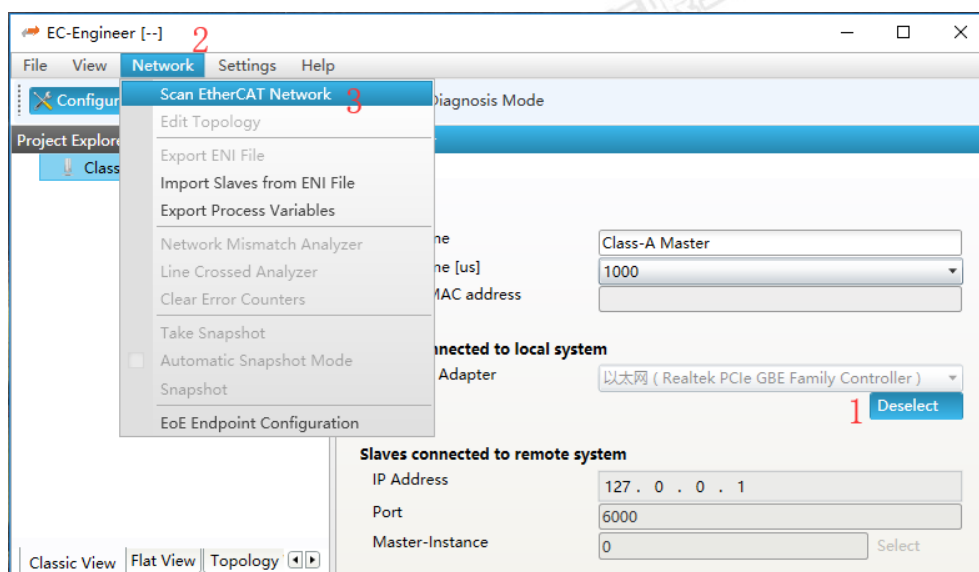 EC-Engineer [--]
2
File View Network Settings Help
Scan EtherCAT Network 3
Configur
Diagnosis Mode
Edit Topology
Project Explore
Export ENI File
Class
Import Slaves from ENI File
Export Process Variables
Network Mismatch Analyzer
Line Crossed Analyzer
Clear Error Counters
Take Snapshot
Automatic Snapshot Mode
Snapshot
EoE Endpoint Configuration
me
Class-A Master
me [us]
1000
MAC address
nnected to local system
Adapter
以太网 ( Realtek PCIe GBE Family Controller )
1 Deselect
Slaves connected to remote system
IP Address
127 . 0 . 0 . 1
Port
6000
Master-Instance
0
Select
Classic View Flat View Topology